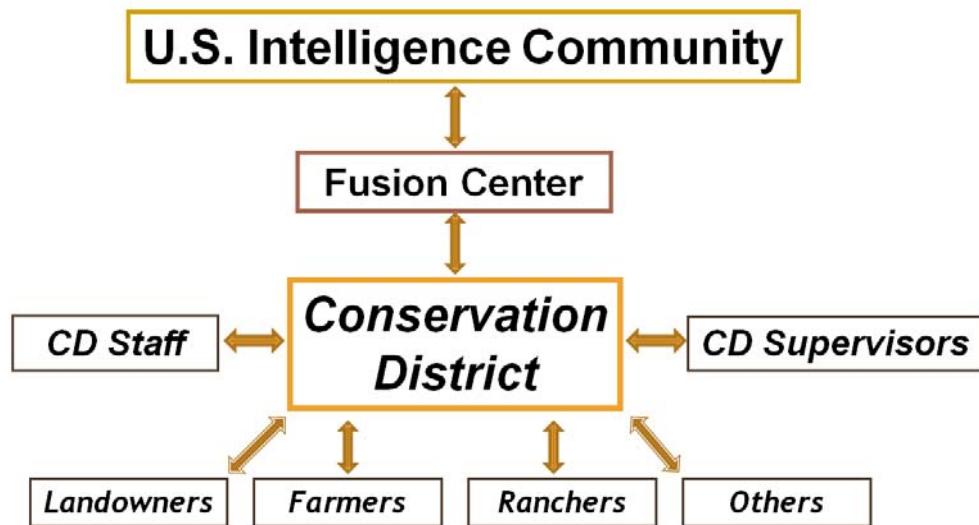 U.S. Intelligence Community
Fusion Center
Conservation
District
CD Staff
CD Supervisors
Landowners
Farmers
Ranchers
Others